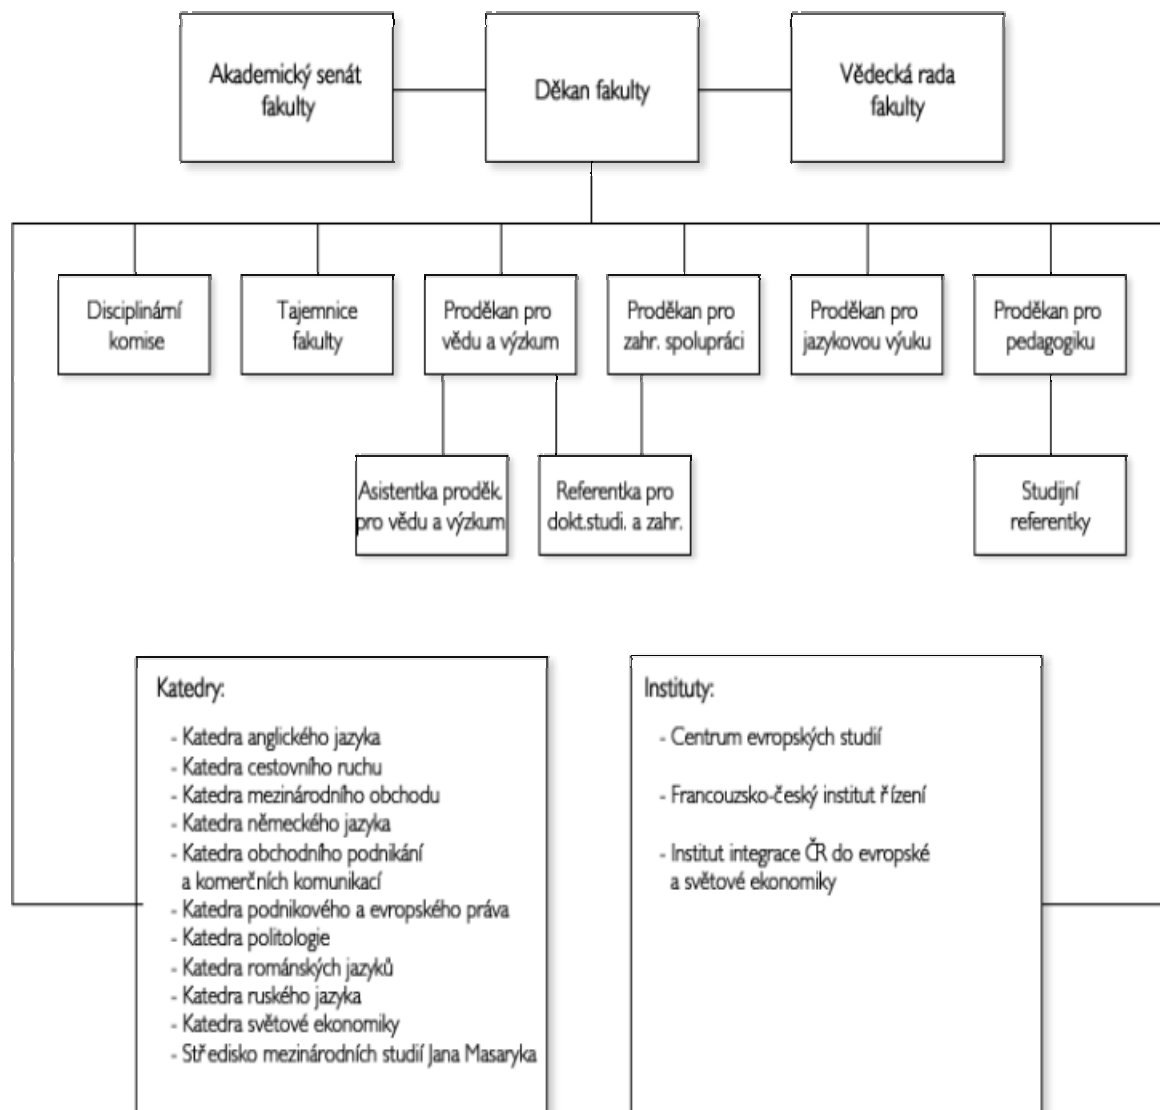 Akademický senát
fakulty
Děkan fakulty
Vědecká rada
fakulty
Disciplinární
komise
Tajemnice
fakulty
Proděkan pro
vědu a výzkum
Proděkan pro
zahr. spolupráci
Proděkan pro
jazykovou výuku
Proděkan pro
pedagogiku
Asistentka proděk.
pro vědu a výzkum
Referentka pro
dokt.studi. a zahr.
Studijní
referentky
Katedry:
- Katedra anglického jazyka
- Katedra cestovního ruchu
- Katedra mezinárodního obchodu
- Katedra německého jazyka
- Katedra obchodního podnikání
a komerčních komunikací
- Katedra podnikového a evropského práva
- Katedra politologie
- Katedra románských jazyků
- Katedra ruského jazyka
- Katedra světové ekonomiky
- Středisko mezinárodních studií Jana Masaryka
Instituty:
- Centrum evropských studií
- Francouzsko-český institut řízení
- Institut integrace ČR do evropské
a světové ekonomiky